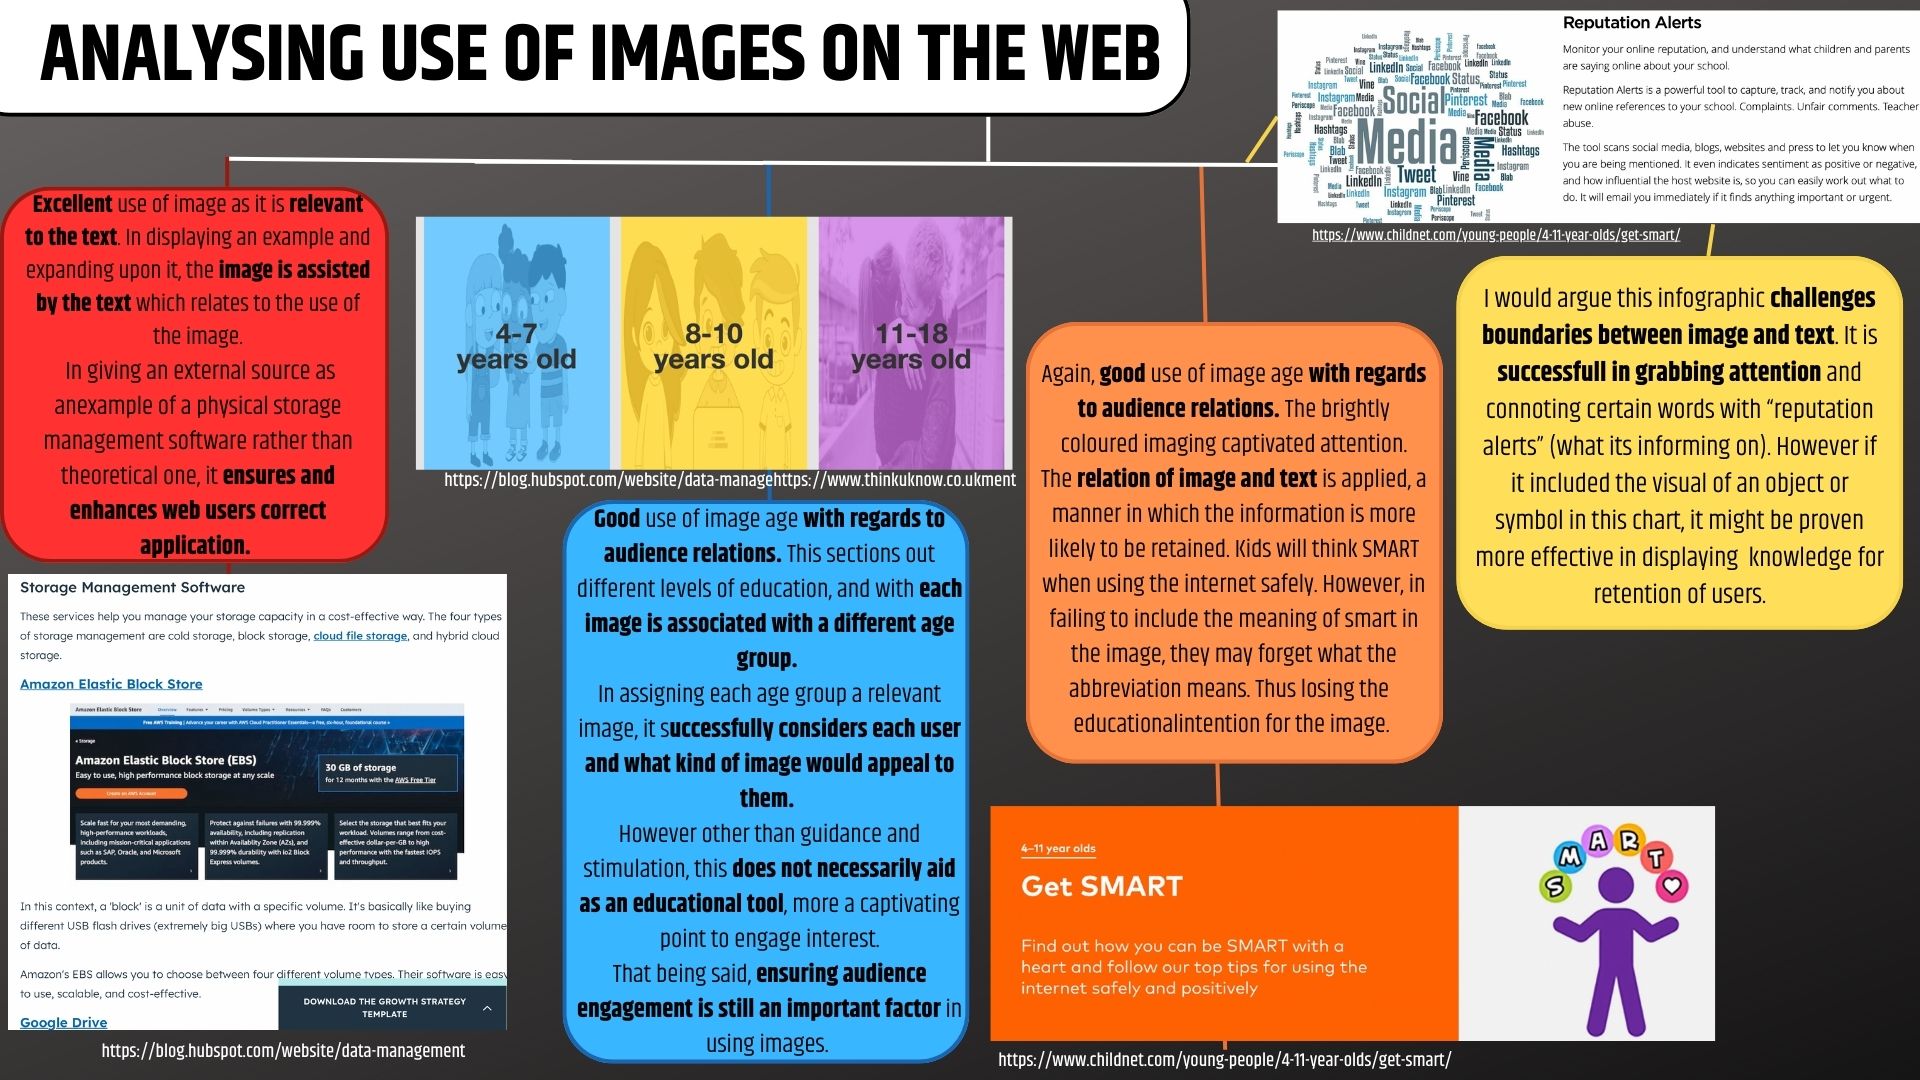 ANALYSING USE OF IMAGES ON THE WEB
Excellent use of image as it is relevant
to the text. In displaying an example and
expanding upon it, the image is assisted
by the text which relates to the use of
the image.
In giving an external source as
anexample of a physical storage
management software rather than
theoretical one, it ensures and
enhances web users correct
application.
Storage Management Software
These services help you manage your storage capacity in a cost-effective way. The four types
of storage management are cold storage, block storage, cloud file storage, and hybrid cloud
storage.
Amazon Elastic Block Store
Amazon Elastic Block Store Overview Features Pricing Volume Types Resources FAQs Customers
Free AWS Training | Advance your career with AWS Cloud Practitioner Essentials—a free, six-hour, foundational course »
« Storage
Amazon Elastic Block Store (EBS)
Easy to use, high performance block storage at any scale
Create an AWS Account
30 GB of storage
for 12 months with the AWS Free Tier
Scale fast for your most demanding,
high-performance workloads,
including mission-critical applications
such as SAP, Oracle, and Microsoft
products.
Protect against failures with 99.999%
availability, including replication
within Availability Zone (AZs), and
99.999% durability with io2 Block
Express volumes.
Select the storage that best fits your
workload. Volumes range from cost-
effective dollar-per-GB to high
performance with the fastest IOPS
and throughput.
In this context, a 'block' is a unit of data with a specific volume. It's basically like buying
different USB flash drives (extremely big USBs) where you have room to store a certain volume
of data.
Amazon's EBS allows you to choose between four different volume types. Their software is easy
to use, scalable, and cost-effective.
DOWNLOAD THE GROWTH STRATEGY
TEMPLATE
Google Drive
https://blog.hubspot.com/website/data-management
4-7
years old
8-10
years old
11-18
years old
https://blog.hubspot.com/website/data-managehttps://www.thinkuknow.co.ukment
Good use of image age with regards to
audience relations. This sections out
different levels of education, and with each
image is associated with a different age
group.
In assigning each age group a relevant
image, it successfully considers each user
and what kind of image would appeal to
them.
However other than guidance and
stimulation, this does not necessarily aid
as an educational tool, more a captivating
point to engage interest.
That being said, ensuring audience
engagement is still an important factor in
using images.
Again, good use of image age with regards
to audience relations. The brightly
coloured imaging captivated attention.
The relation of image and text is applied, a
manner in which the information is more
likely to be retained. Kids will think SMART
when using the internet safely. However, in
failing to include the meaning of smart in
the image, they may forget what the
abbreviation means. Thus losing the
educationalintention for the image.
4–11 year olds
Get SMART
Find out how you can be SMART with a
heart and follow our top tips for using the
internet safely and positively
S M A R T
https://www.childnet.com/young-people/4-11-year-olds/get-smart/
Social
Media
Tweet
Facebook
Pinterest
LinkedIn
Instagram
Hashtags
Status
Vine
Blab
Periscope
Reputation Alerts
Monitor your online reputation, and understand what children and parents
are saying online about your school.
Reputation Alerts is a powerful tool to capture, track, and notify you about
new online references to your school. Complaints. Unfair comments. Teacher
abuse.
The tool scans social media, blogs, websites and press to let you know when
you are being mentioned. It even indicates sentiment as positive or negative,
and how influential the host website is, so you can easily work out what to
do. It will email you immediately if it finds anything important or urgent.
https://www.childnet.com/young-people/4-11-year-olds/get-smart/
I would argue this infographic challenges
boundaries between image and text. It is
successfull in grabbing attention and
connoting certain words with “reputation
alerts” (what its informing on). However if
it included the visual of an object or
symbol in this chart, it might be proven
more effective in displaying  knowledge for
retention of users.